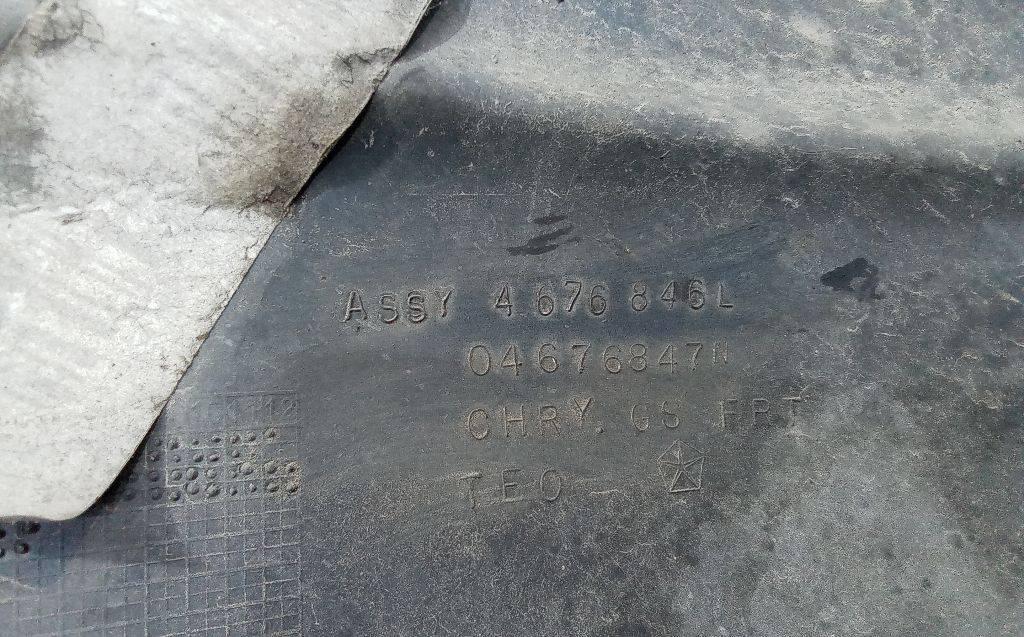 ASSY 4 676 846L
04676847N
CHRY. GS FRT
TEO